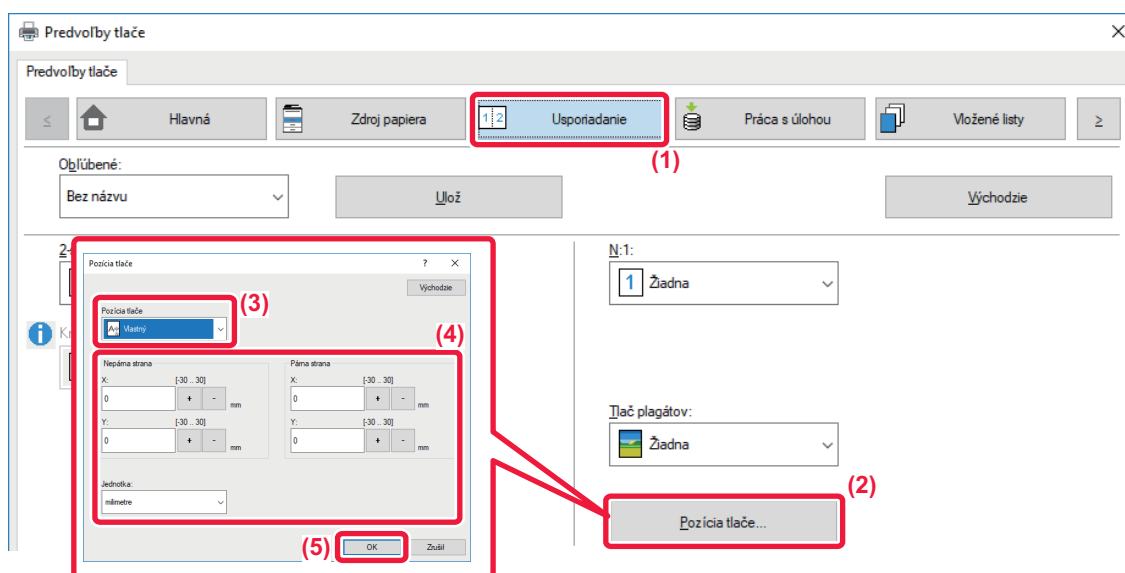 Predvoľby tlače
Predvoľby tlače
≤ Hlavná Zdroj papiera 1 2 Usporiadanie Práca s úlohou Vložené listy ≥
(1)
Obľúbené:
Bez názvu Ulož Východzie
2-
N:1:
1 Žiadna
Pozícia tlače ? ×
Východzie
Pozícia tlače
(3)
Vlastný
(4)
Nepárna strana Párna strana
X: [-30 .. 30] X: [-30 .. 30]
0 + - mm 0 + - mm
Y: [-30 .. 30] Y: [-30 .. 30]
0 + - mm 0 + - mm
Jednotka:
milimetre
(5) OK Zrušiť
Tlač plagátov:
Žiadna
(2)
Pozícia tlače...